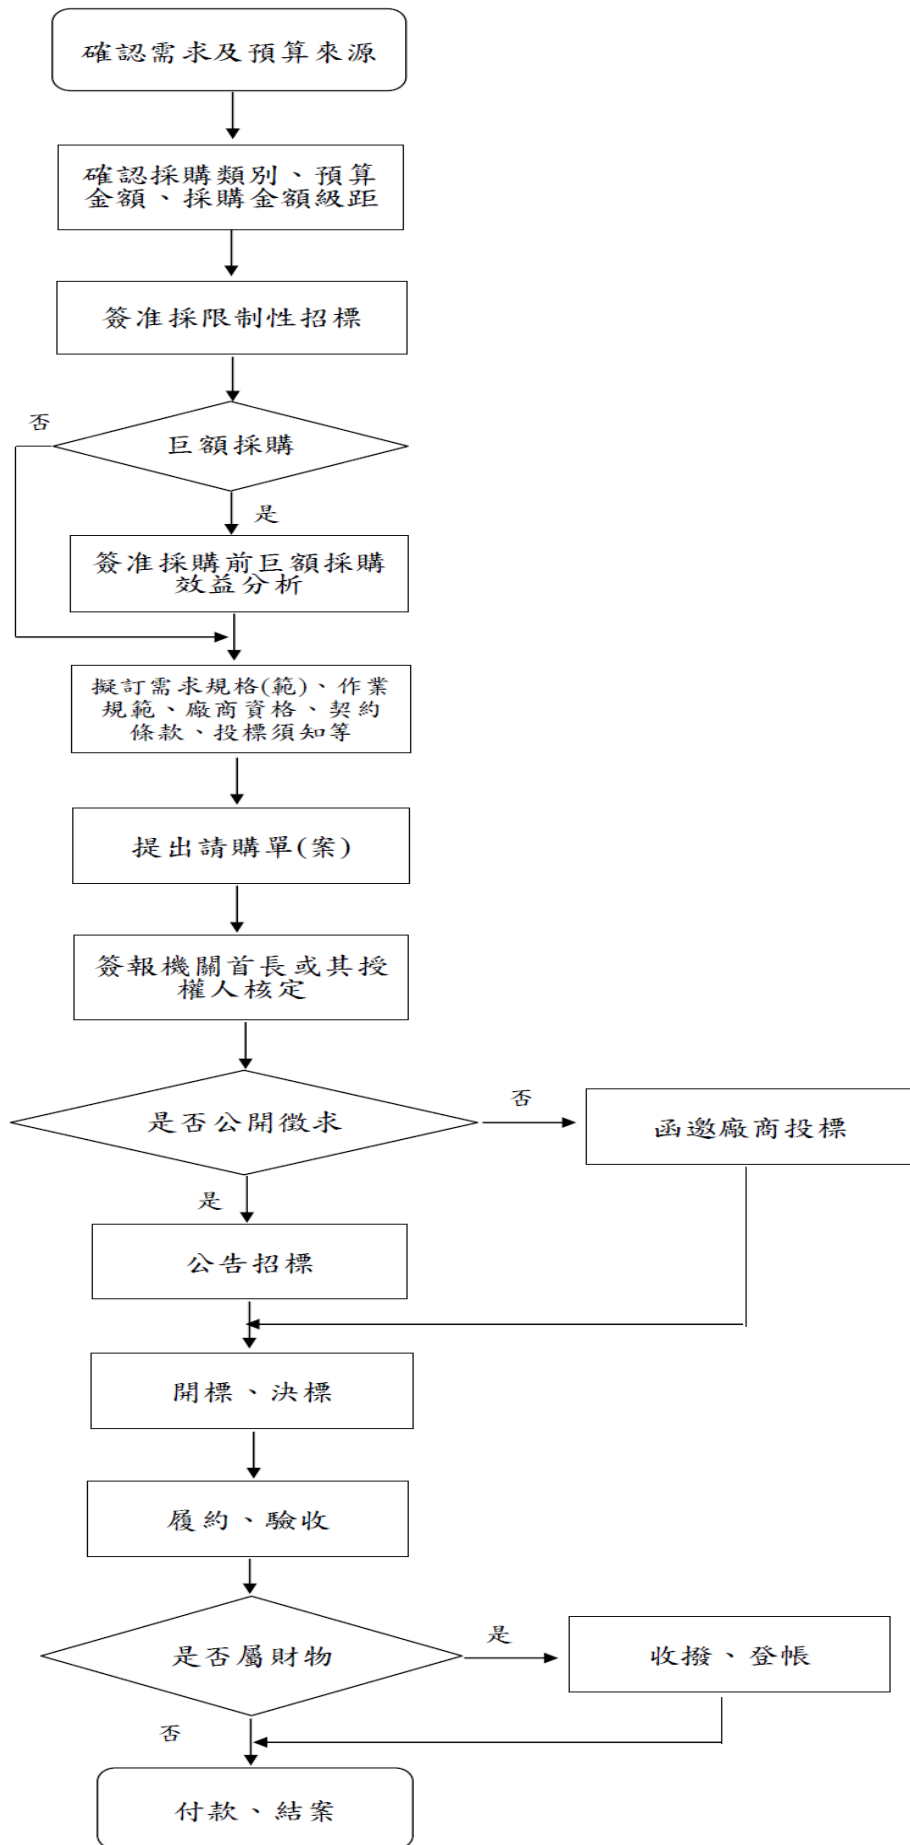 確認需求及預算來源
確認採購類別、預算
金額、採購金額級距
簽准採限制性招標
否
巨額採購
是
簽准採購前巨額採購
效益分析
擬訂需求規格(範)、作業
規範、廠商資格、契約
條款、投標須知等
提出請購單(案)
簽報機關首長或其授
權人核定
是否公開徵求
否
函邀廠商投標
是
公告招標
開標、決標
履約、驗收
是否屬財物
是
收撥、登帳
否
付款、結案